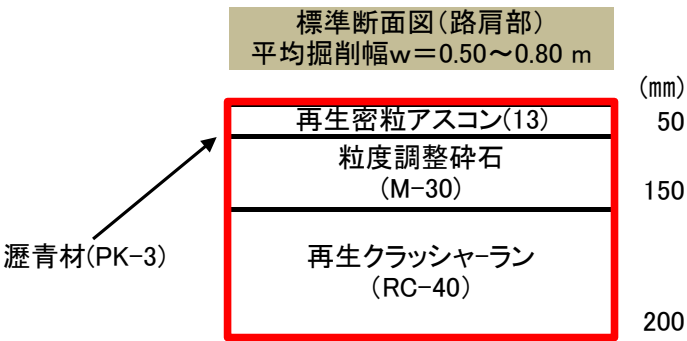 標準断面図(路肩部)
平均掘削幅w=0.50~0.80 m
(㎜)
再生密粒アスコン(13)
50
粒度調整砕石
(M-30)
150
瀝青材(PK-3)
再生クラッシャーラン
(RC-40)
200